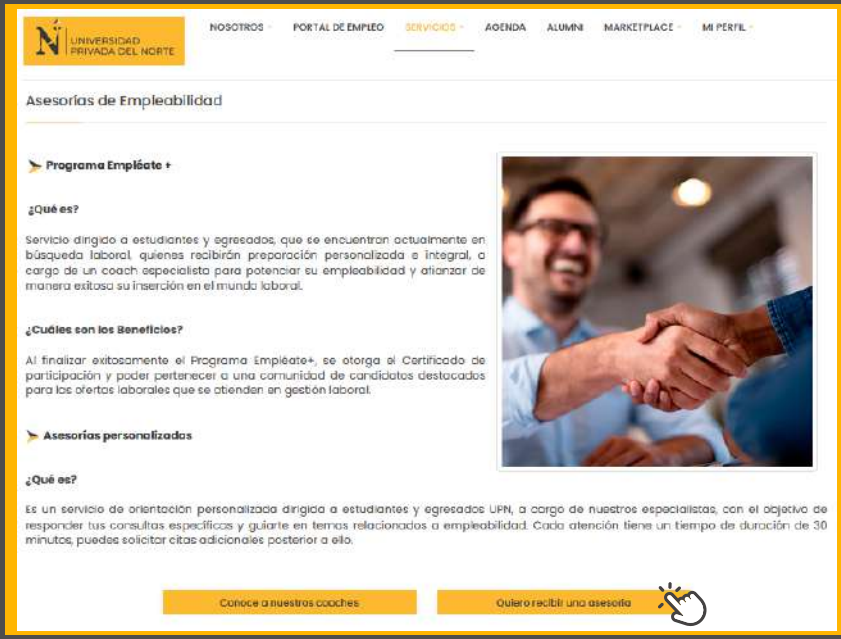 NOSOTROS
PORTAL DE EMPLEO
SERVICIOS
AGENDA
ALUMNI
MARKETPLACE
MI PERFIL
N
UNIVERSIDAD
PRIVADA DEL NORTE
Asesorías de Empleabilidad
Programa Empléate +
¿Qué es?
Servicio dirigido a estudiantes y egresados, que se encuentran actualmente en
búsqueda laboral, quienes recibirán preparación personalizada e integral, a
cargo de un coach especialista para potenciar su empleabilidad y afianzar de
manera exitosa su inserción en el mundo laboral.
¿Cuáles son los Beneficios?
Al finalizar exitosamente el Programa Empléate+, se otorga el Certificado de
participación y poder pertenecer a una comunidad de candidatos destacados
para las ofertas laborales que se atienden en gestión laboral.
Asesorías personalizadas
¿Qué es?
Es un servicio de orientación personalizada dirigida a estudiantes y egresados UPN, a cargo de nuestros especialistas, con el objetivo de
responder tus consultas específicas y guiarte en temas relacionados a empleabilidad. Cada atención tiene un tiempo de duración de 30
minutos, puedes solicitar citas adicionales posterior a ello.
Conoce a nuestros coaches
Quiero recibir una asesoría